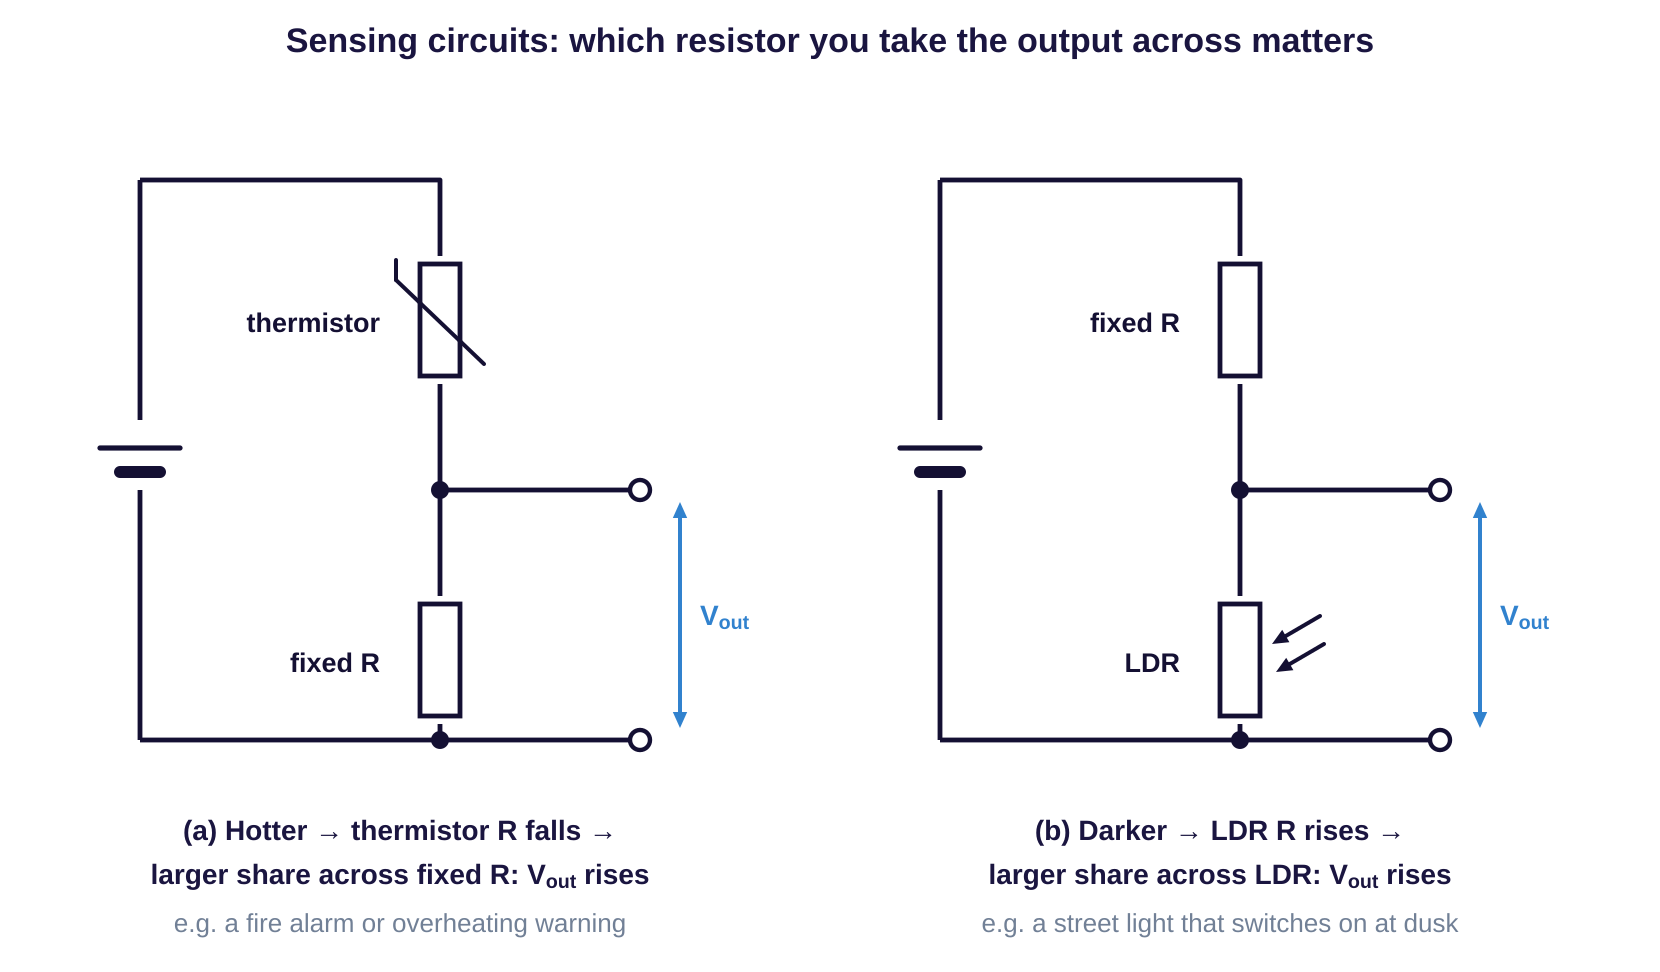 Sensing circuits: which resistor you take the output across matters
thermistor
fixed R
Vout
fixed R
LDR
Vout
(a) Hotter → thermistor R falls →
larger share across fixed R: Vout rises
e.g. a fire alarm or overheating warning
(b) Darker → LDR R rises →
larger share across LDR: Vout rises
e.g. a street light that switches on at dusk